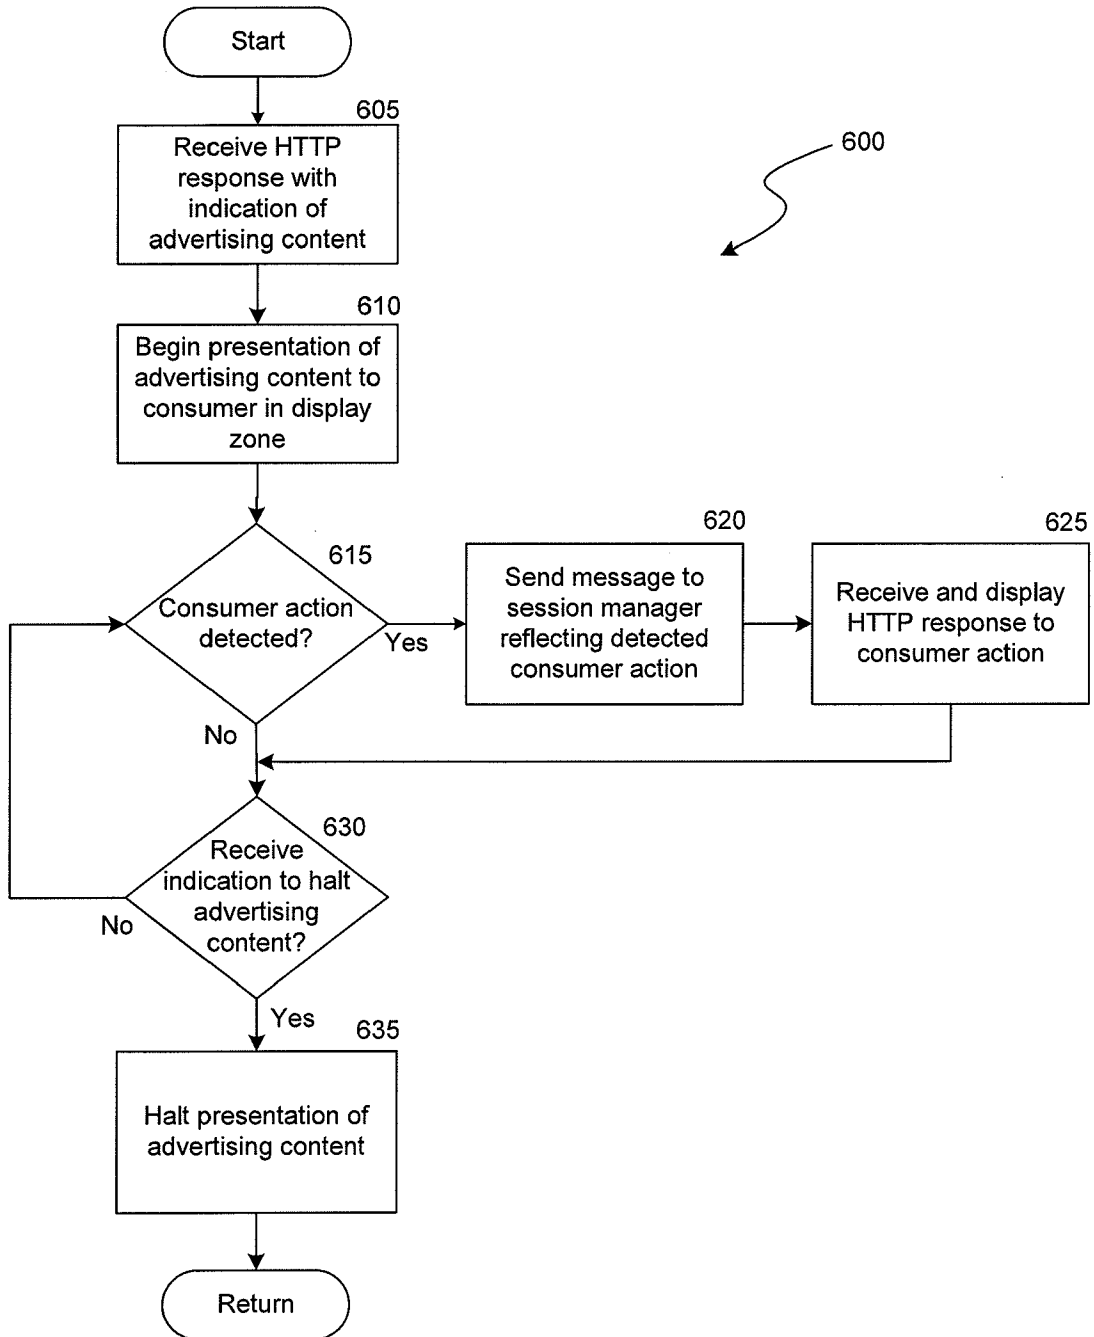 Start
605
Receive HTTP
response with
indication of
advertising content
600
610
Begin presentation of
advertising content to
consumer in display
zone
615
Consumer action
detected?
Yes
No
620
Send message to
session manager
reflecting detected
consumer action
625
Receive and display
HTTP response to
consumer action
630
Receive
indication to halt
advertising
content?
No
Yes
635
Halt presentation of
advertising content
Return